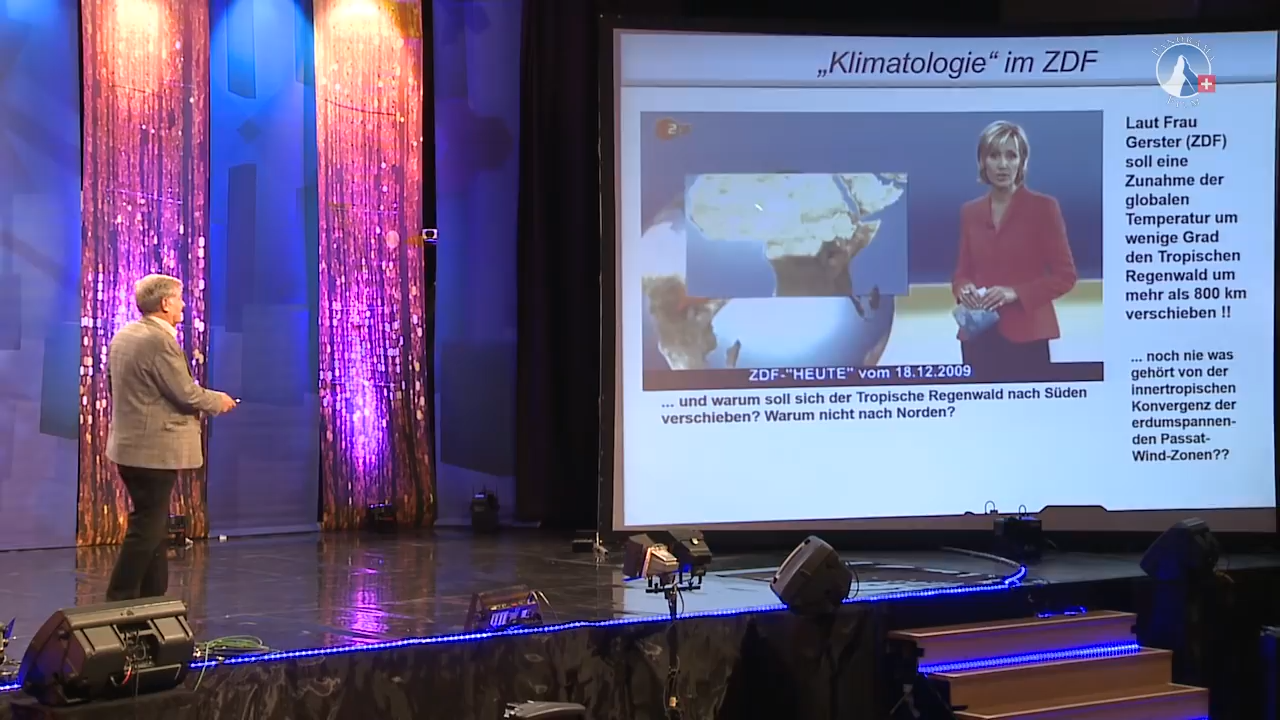 „Klimatologie“ im ZDF
PANORAMA
FILM
Laut Frau
Gerster (ZDF)
soll eine
Zunahme der
globalen
Temperatur um
wenige Grad
den Tropischen
Regenwald um
mehr als 800 km
verschieben !!
2
ZDF-"HEUTE" vom 18.12.2009
... und warum soll sich der Tropische Regenwald nach Süden
verschieben? Warum nicht nach Norden?
... noch nie was
gehört von der
innertropischen
Konvergenz der
erdumspannen-
den Passat-
Wind-Zonen??